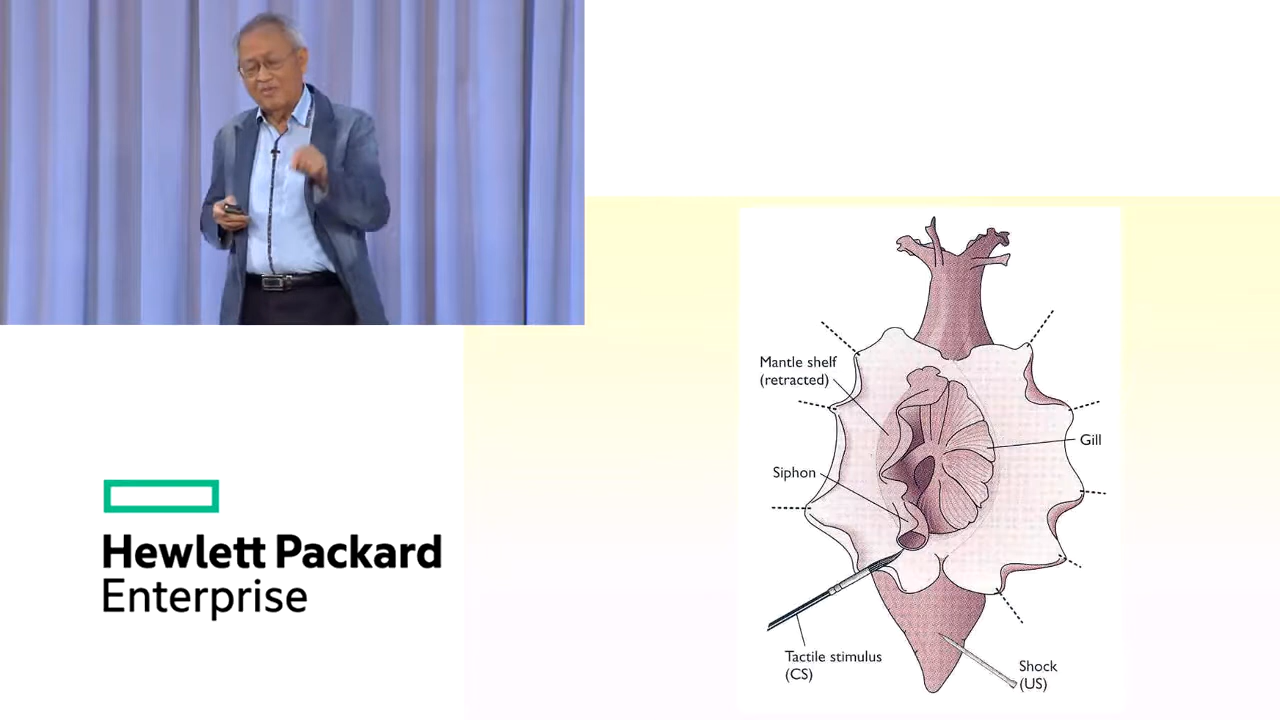 Mantle shelf
(retracted)
Gill
Siphon
Hewlett Packard
Enterprise
Tactile stimulus
(CS)
Shock
(US)